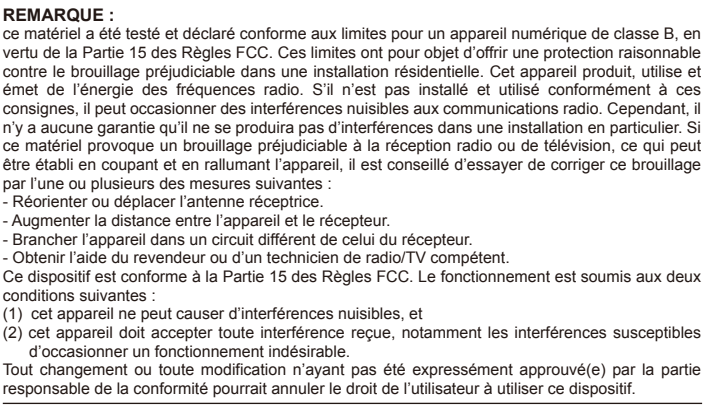 REMARQUE :
ce matériel a été testé et déclaré conforme aux limites pour un appareil numérique de classe B, en
vertu de la Partie 15 des Règles FCC. Ces limites ont pour objet d’offrir une protection raisonnable
contre le brouillage préjudiciable dans une installation résidentielle. Cet appareil produit, utilise et
émet de l’énergie des fréquences radio. S’il n’est pas installé et utilisé conformément à ces
consignes, il peut occasionner des interférences nuisibles aux communications radio. Cependant, il
n’y a aucune garantie qu’il ne se produira pas d’interférences dans une installation en particulier. Si
ce matériel provoque un brouillage préjudiciable à la réception radio ou de télévision, ce qui peut
être établi en coupant et en rallumant l’appareil, il est conseillé d’essayer de corriger ce brouillage
par l’une ou plusieurs des mesures suivantes :
- Réorienter ou déplacer l’antenne réceptrice.
- Augmenter la distance entre l’appareil et le récepteur.
- Brancher l’appareil dans un circuit différent de celui du récepteur.
- Obtenir l’aide du revendeur ou d’un technicien de radio/TV compétent.
Ce dispositif est conforme à la Partie 15 des Règles FCC. Le fonctionnement est soumis aux deux
conditions suivantes :
(1) cet appareil ne peut causer d’interférences nuisibles, et
(2) cet appareil doit accepter toute interférence reçue, notamment les interférences susceptibles
d’occasionner un fonctionnement indésirable.
Tout changement ou toute modification n’ayant pas été expressément approuvé(e) par la partie
responsable de la conformité pourrait annuler le droit de l’utilisateur à utiliser ce dispositif.